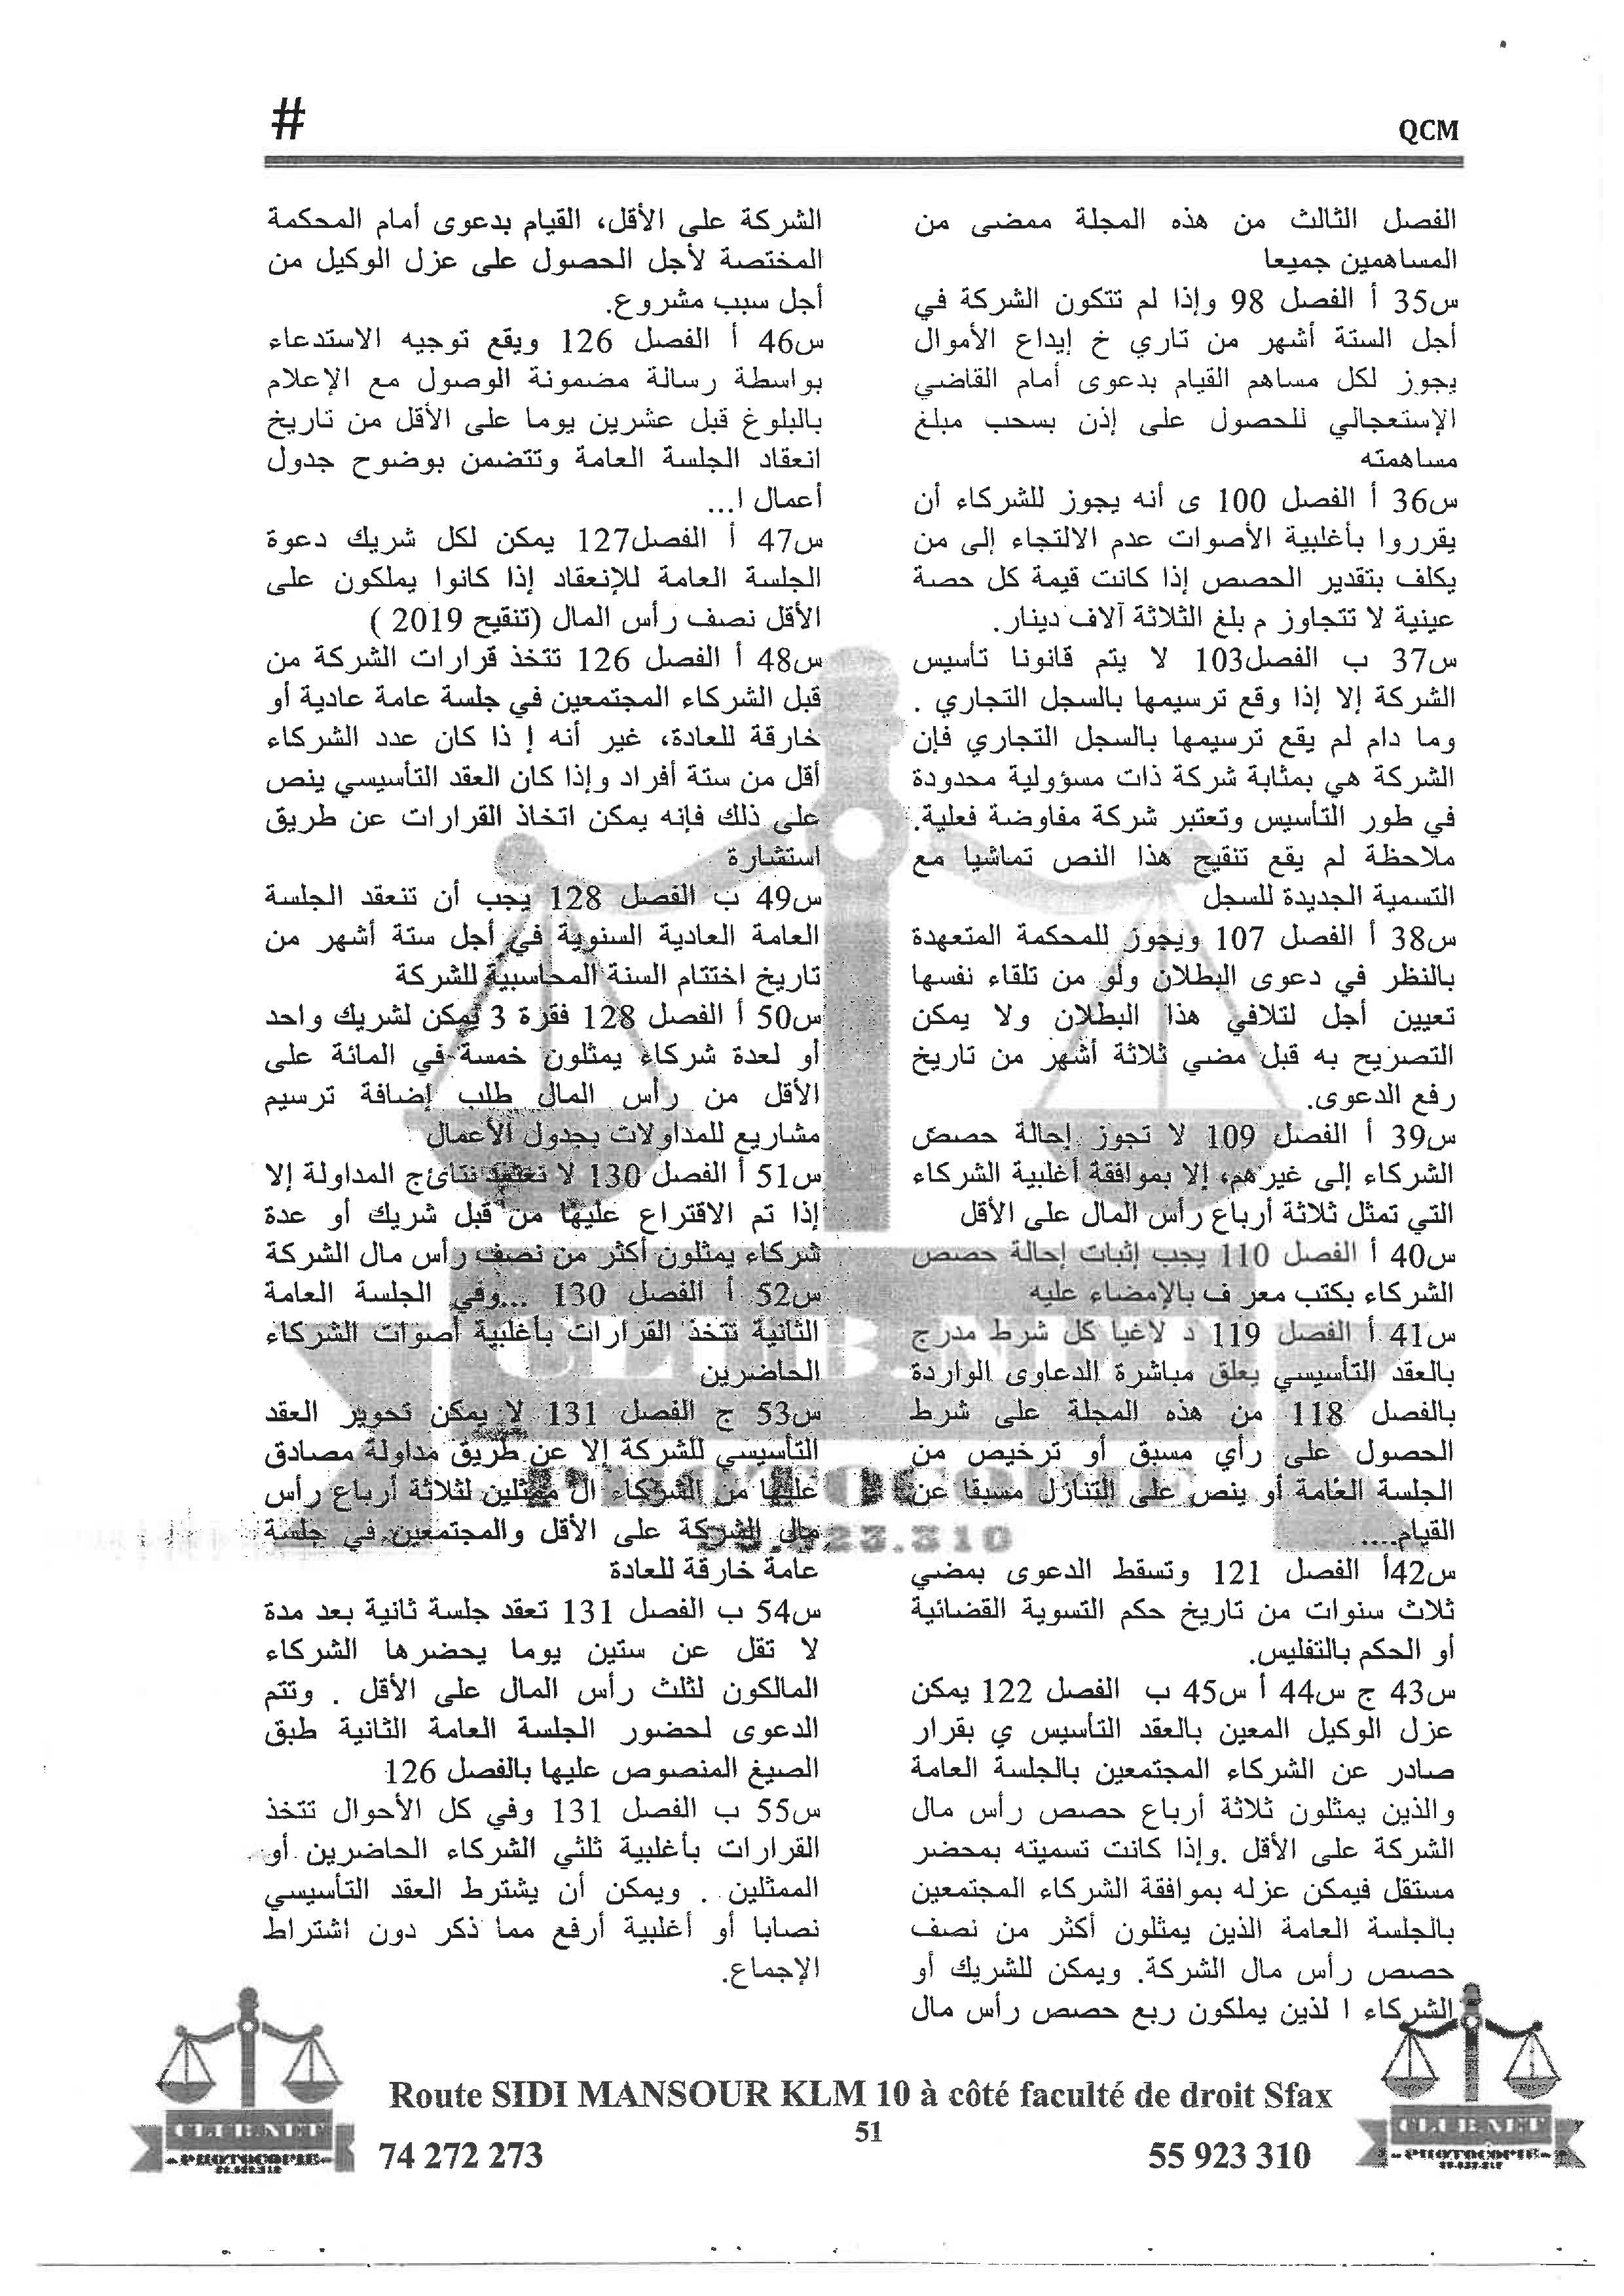 #
QCM
الفصل الثالث من هذه المجلة ممضى من
المساهمين جميعا
س35 أ الفصل 98 وإذا لم تتكون الشركة في
أجل الستة أشهر من تاري خ إيداع الأموال
يجوز لكل مساهم القيام بدعوى أمام القاضي
الإستعجالي للحصول على إذن بسحب مبلغ
مساهمته
س36 أ الفصل 100 ى أنه يجوز للشركاء أن
يقرروا بأغلبية الأصوات عدم الالتجاء إلى من
يكلف بتقدير الحصص إذا كانت قيمة كل حصة
عينية لا تتجاوز م بلغ الثلاثة آلاف دينار.
س37 ب الفصل103 لا يتم قانونا تأسيس
الشركة إلا إذا وقع ترسيمها بالسجل التجاري .
وما دام لم يقع ترسيمها بالسجل التجاري فإن
الشركة هي بمثابة شركة ذات مسؤولية محدودة
في طور التأسيس وتعتبر شركة مفاوضة فعلية.
ملاحظة لم يقع تنقيح هذا النص تماشيا مع
التسمية الجديدة للسجل
س38 أ الفصل 107 ويجوز للمحكمة المتعهدة
بالنظر في دعوى البطلان ولو من تلقاء نفسها
تعيين أجل لتلافي هذا البطلان ولا يمكن
التصريح به قبل مضي ثلاثة أشهر من تاريخ
رفع الدعوى.
س39 أ الفصل 109 لا تجوز إحالة حصص
الشركاء إلى غيرهم، إلا بموافقة أغلبية الشركاء
التي تمثل ثلاثة أرباع رأس المال على الأقل
س40 أ الفصل 110 يجب إثبات إحالة حصص
الشركاء بكتب معر ف بالإمضاء عليه
س41 أ الفصل 119 د لاغيا كل شرط مدرج
بالعقد التأسيسي يعلق مباشرة الدعاوى الواردة
بالفصل 118 من هذه المجلة على شرط
الحصول على رأي مسبق أو ترخيص من
الجلسة العامة أو ينص على التنازل مسبقا عن
القيام....
س42أ الفصل 121 وتسقط الدعوى بمضي
ثلاث سنوات من تاريخ حكم التسوية القضائية
أو الحكم بالتفليس.
س43 ج س44 أ س45 ب الفصل 122 يمكن
عزل الوكيل المعين بالعقد التأسيس ي بقرار
صادر عن الشركاء المجتمعين بالجلسة العامة
والذين يمثلون ثلاثة أرباع حصص رأس مال
الشركة على الأقل .وإذا كانت تسميته بمحضر
مستقل فيمكن عزله بموافقة الشركاء المجتمعين
بالجلسة العامة الذين يمثلون أكثر من نصف
حصص رأس مال الشركة. ويمكن للشريك أو
الشركاء ا لذين يملكون ربع حصص رأس مال
الشركة على الأقل، القيام بدعوى أمام المحكمة
المختصة لأجل الحصول على عزل الوكيل من
أجل سبب مشروع.
س46 أ الفصل 126 ويقع توجيه الاستدعاء
بواسطة رسالة مضمونة الوصول مع الإعلام
بالبلوغ قبل عشرين يوما على الأقل من تاريخ
انعقاد الجلسة العامة وتتضمن بوضوح جدول
أعمال ا...
س47 أ الفصل127 يمكن لكل شريك دعوة
الجلسة العامة للإنعقاد إذا كانوا يملكون على
الأقل نصف رأس المال (تنقيح 2019 )
س48 أ الفصل 126 تتخذ قرارات الشركة من
قبل الشركاء المجتمعين في جلسة عامة عادية أو
خارقة للعادة، غير أنه إ ذا كان عدد الشركاء
أقل من ستة أفراد وإذا كان العقد التأسيسي ينص
على ذلك فإنه يمكن اتخاذ القرارات عن طريق
استشارة
س49 ب الفصل 128 يجب أن تنعقد الجلسة
العامة العادية السنوية في أجل ستة أشهر من
تاريخ اختتام السنة المحاسبية للشركة
س50 أ الفصل 128 فقرة 3 يمكن لشريك واحد
أو لعدة شركاء يمثلون خمسة في المائة على
الأقل من رأس المال طلب إضافة ترسيم
مشاريع للمداولات بجدول الأعمال
س51 أ الفصل 130 لا تعتمد نتائج المداولة إلا
إذا تم الاقتراع عليها من قبل شريك أو عدة
شركاء يمثلون أكثر من نصف رأس مال الشركة
س52 أ الفصل 130 ...وفي الجلسة العامة
الثانية تتخذ القرارات بأغلبية أصوات الشركاء
الحاضرين
س53 ج الفصل 131 لا يمكن تحوير العقد
التأسيسي للشركة إلا عن طريق مداولة مصادق
عليها من الشركاء ال ممثلين لثلاثة أرباع رأس
مال الشركة على الأقل والمجتمعين في جلسة
عامة خارقة للعادة
س54 ب الفصل 131 تعقد جلسة ثانية بعد مدة
لا تقل عن ستين يوما يحضرها الشركاء
المالكون لثلث رأس المال على الأقل . وتتم
الدعوى لحضور الجلسة العامة الثانية طبق
الصيغ المنصوص عليها بالفصل 126
س55 ب الفصل 131 وفي كل الأحوال تتخذ
القرارات بأغلبية ثلثي الشركاء الحاضرين أو
الممثلين . ويمكن أن يشترط العقد التأسيسي
نصابا أو أغلبية أرفع مما ذكر دون اشتراط
الإجماع.
Route SIDI MANSOUR KLM 10 à côté faculté de droit Sfax
51
74 272 273
55 923 310
CLUB NET
PHOTOCOPIE
CLUB NET
-PHOTOCOPIE-